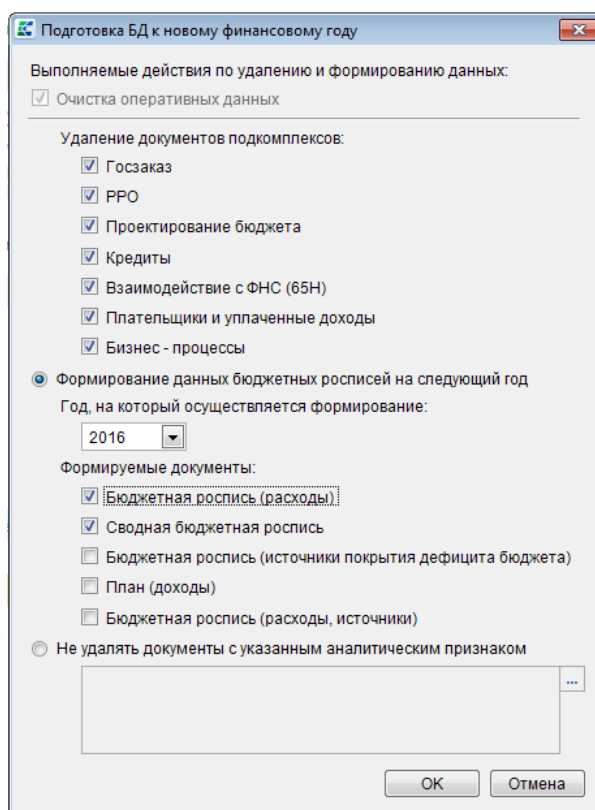 Подготовка БД к новому финансовому году
Выполняемые действия по удалению и формированию данных:
Очистка оперативных данных
Удаление документов подкомплексов:
Госзаказ
РРО
Проектирование бюджета
Кредиты
Взаимодействие с ФНС (65Н)
Плательщики и уплаченные доходы
Бизнес - процессы
Формирование данных бюджетных росписей на следующий год
Год, на который осуществляется формирование:
2016
Формируемые документы:
Бюджетная роспись (расходы)
Сводная бюджетная роспись
Бюджетная роспись (источники покрытия дефицита бюджета)
План (доходы)
Бюджетная роспись (расходы, источники)
Не удалять документы с указанным аналитическим признаком
...
OK Отмена